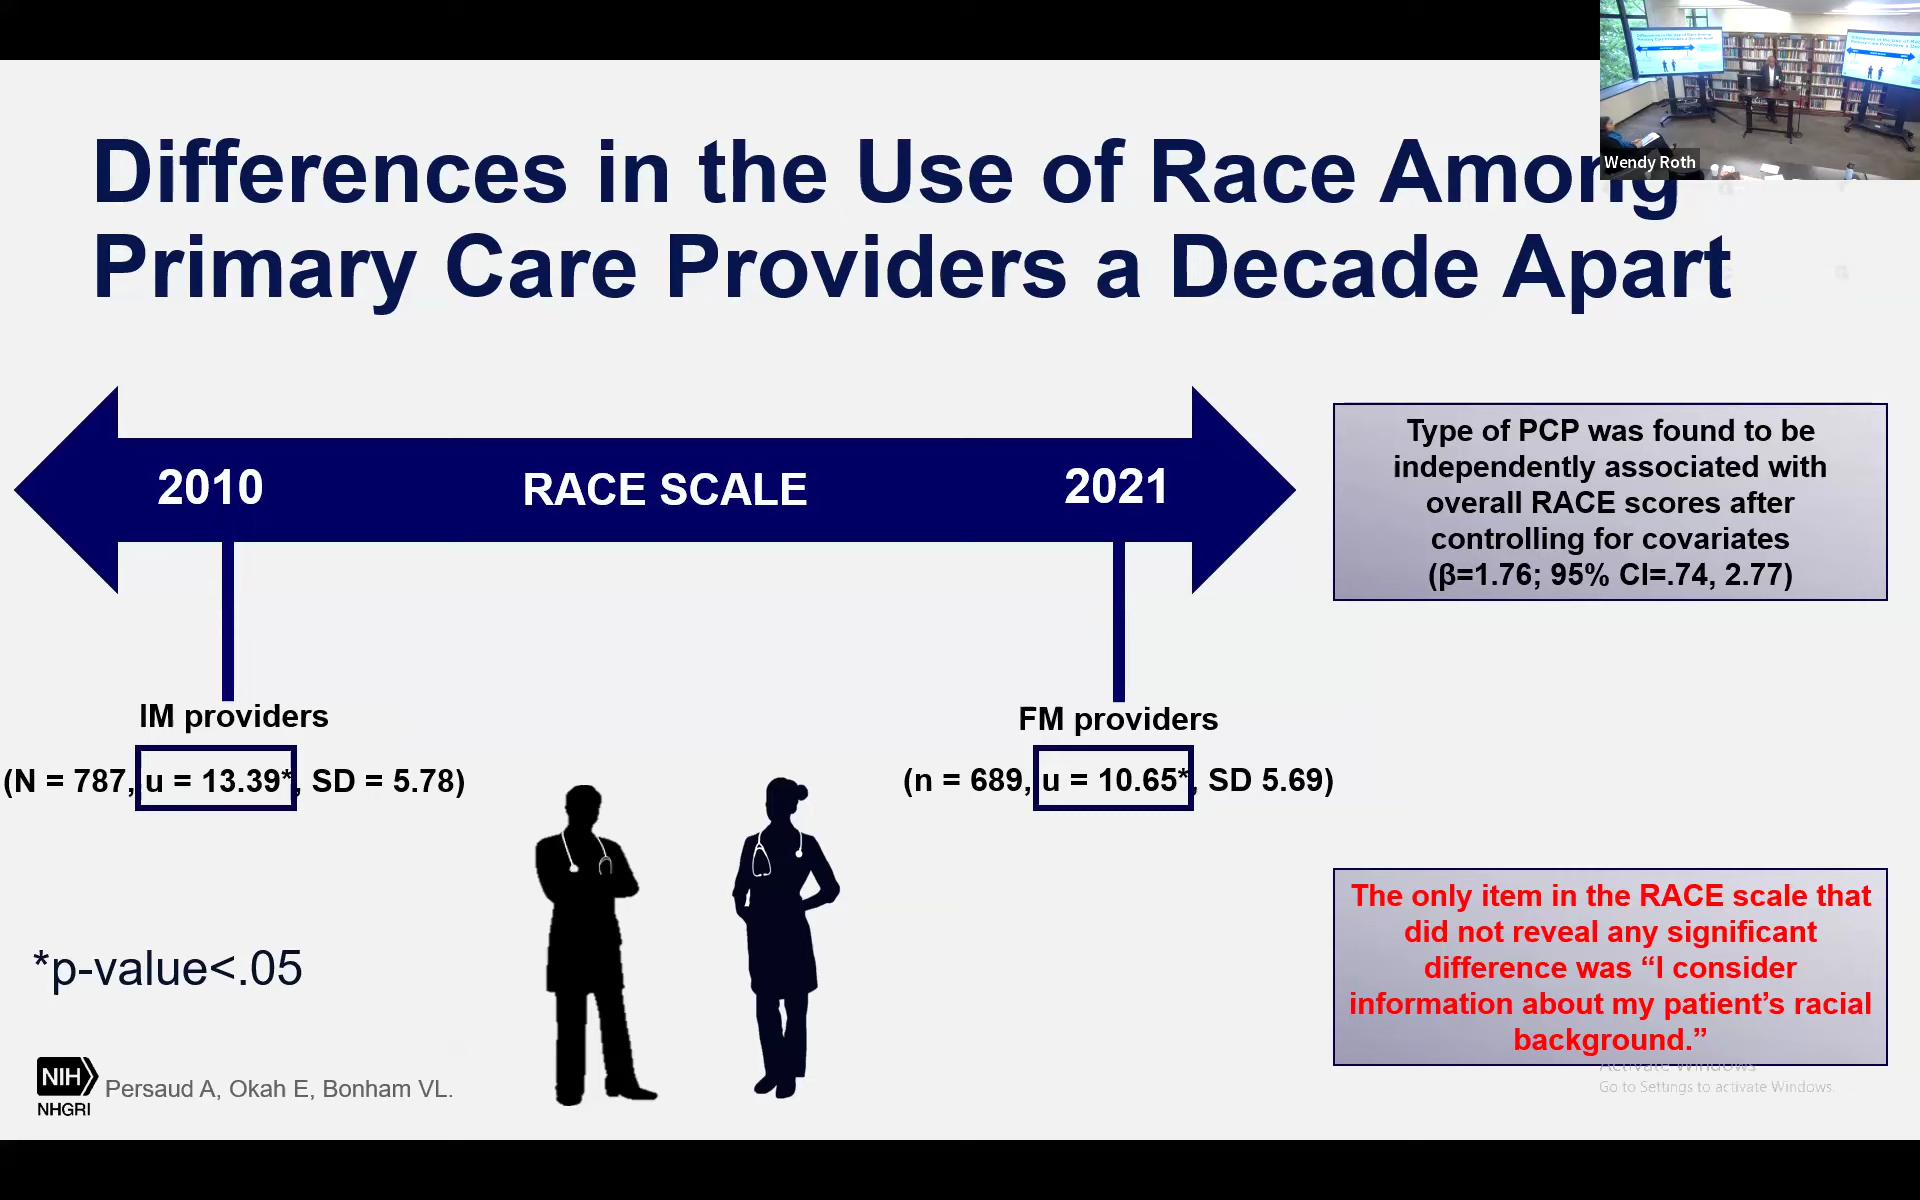 Differences in the Use of Race Among
Primary Care Providers a Decade Apart
Wendy Roth
2010
RACE SCALE
2021
Type of PCP was found to be
independently associated with
overall RACE scores after
controlling for covariates
(β=1.76; 95% CI=.74, 2.77)
IM providers
(N = 787, u = 13.39*, SD = 5.78)
FM providers
(n = 689, u = 10.65*, SD 5.69)
*p-value<.05
The only item in the RACE scale that
did not reveal any significant
difference was “I consider
information about my patient’s racial
background.”
Activate Windows
Go to Settings to activate Windows.
NIH
NHGRI
Persaud A, Okah E, Bonham VL.